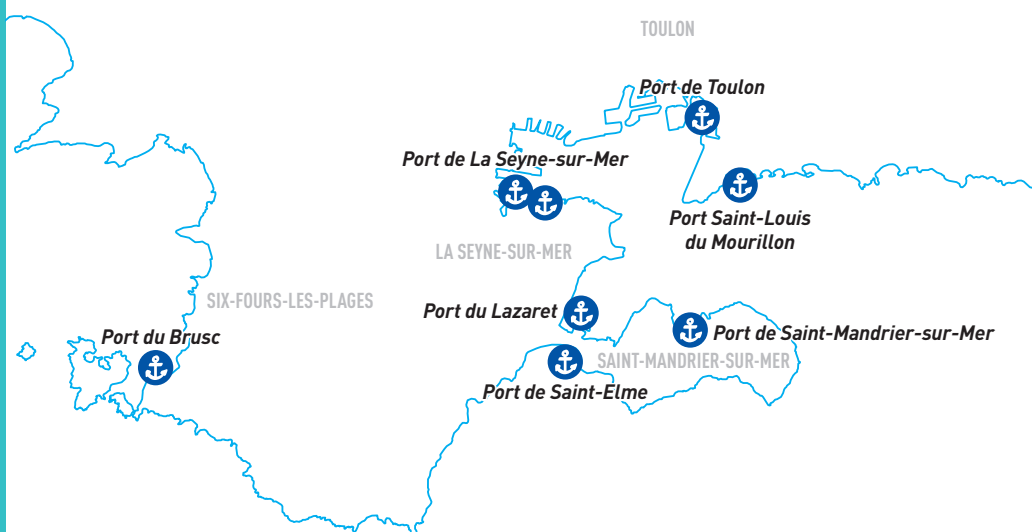 TOULON
Port de Toulon
Port de La Seyne-sur-Mer
Port Saint-Louis
du Mourillon
LA SEYNE-SUR-MER
SIX-FOURS-LES-PLAGES
Port du Lazaret
Port du Brusc
Port de Saint-Mandrier-sur-Mer
SAINT-MANDRIER-SUR-MER
Port de Saint-Elme